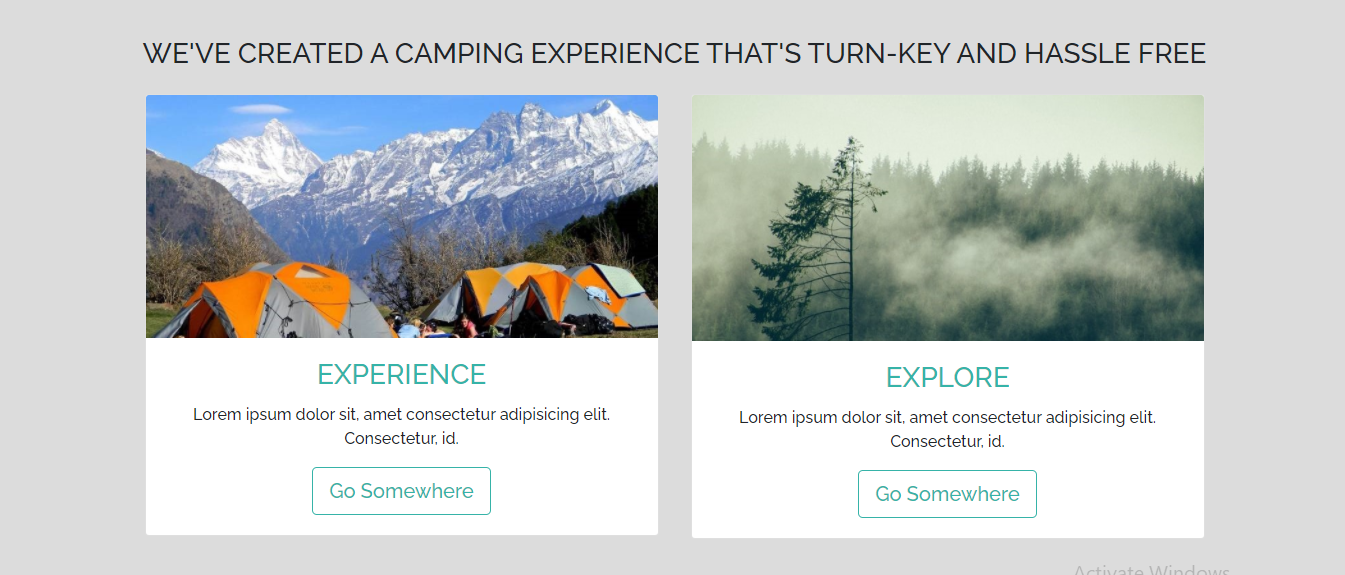 WE'VE CREATED A CAMPING EXPERIENCE THAT'S TURN-KEY AND HASSLE FREE
EXPERIENCE
Lorem ipsum dolor sit, amet consectetur adipisicing elit.
Consectetur, id.
Go Somewhere
EXPLORE
Lorem ipsum dolor sit, amet consectetur adipisicing elit.
Consectetur, id.
Go Somewhere
Activate Windows